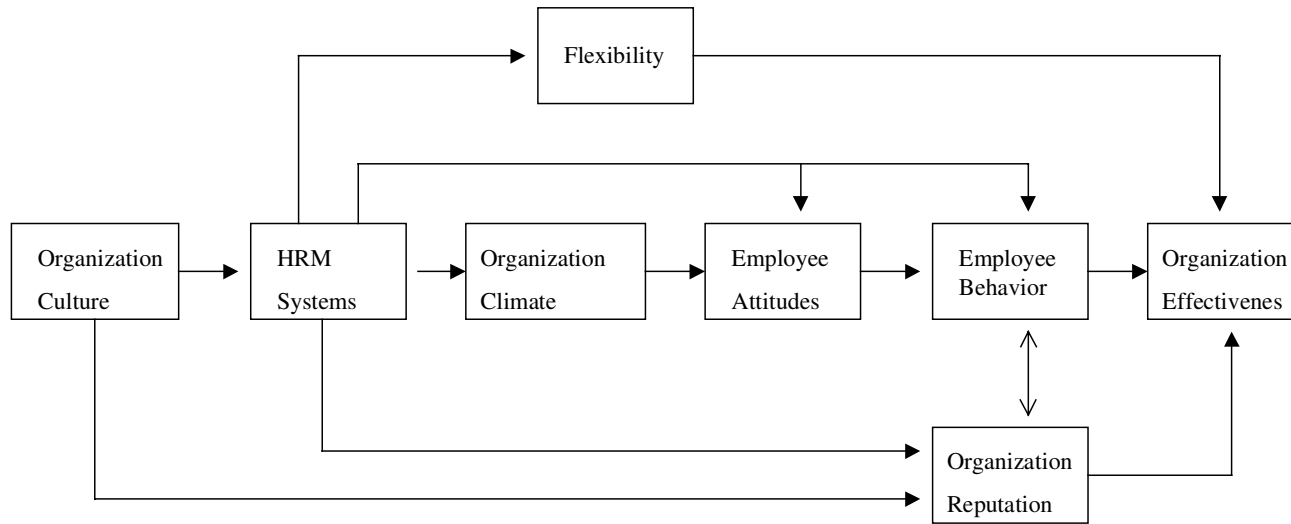 Flexibility
Organization
Culture
HRM
Systems
Organization
Climate
Employee
Attitudes
Employee
Behavior
Organization
Effectivenes
Organization
Reputation